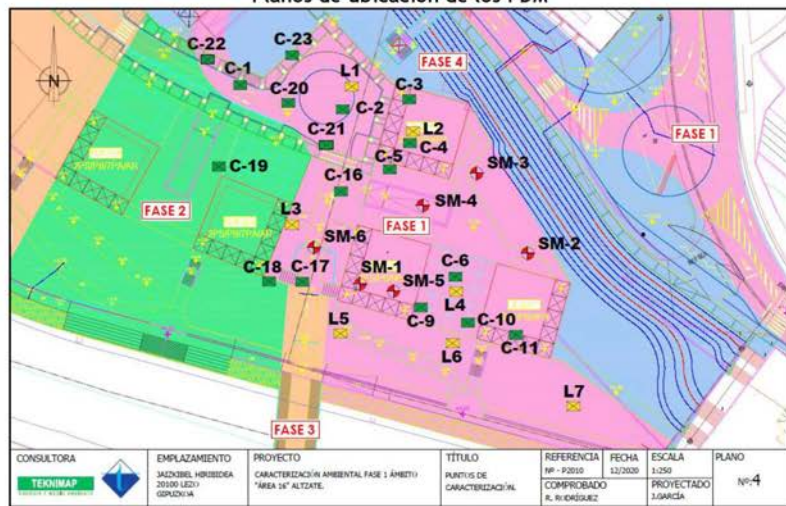 Planos de ubicación de los PDM
C-22
C-23
C-1
L1
FASE 4
C-3
C-20
C-2
L2
FASE 1
C-21
C-4
C-19
C-5
SM-3
C-16
FASE 2
SM-4
L3
FASE 1
SM-6
SM-2
C-6
C-18
C-17
SM-1
SM-5
L4
C-9
C-10
L5
C-11
L6
L7
FASE 3
N
CONSULTORA
TEKNIMAP
EMPLAZAMIENTO
JAIZKIBEL HIRIBIDEA
20100 LEZO
GIPUZKOA
PROYECTO
CARACTERIZACIÓN AMBIENTAL FASE 1 ÁMBITO
"ÁREA 16" ALTZATE.
TÍTULO
PUNTOS DE
CARACTERIZACIÓN.
REFERENCIA
Nº - P2010
FECHA
12/2020
ESCALA
1:250
COMPROBADO
R. RODRÍGUEZ
PROYECTADO
J.GARCÍA
PLANO
Nº:4